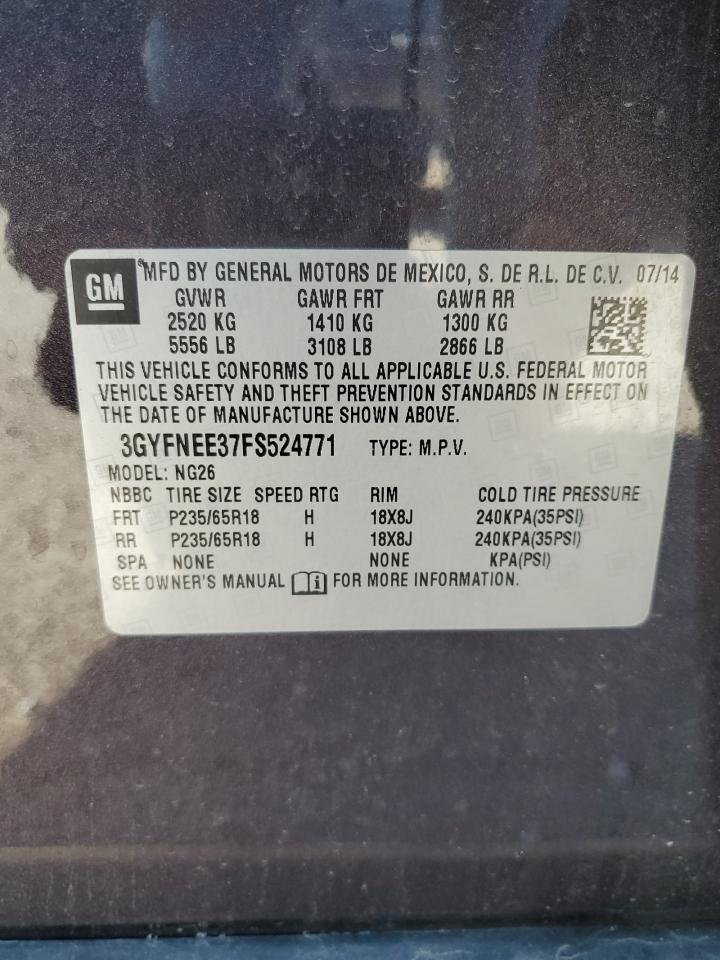 GM
MFD BY GENERAL MOTORS DE MEXICO, S. DE R.L. DE C.V. 07/14
GVWR GAWR FRT GAWR RR
2520 KG 1410 KG 1300 KG
5556 LB 3108 LB 2866 LB
THIS VEHICLE CONFORMS TO ALL APPLICABLE U.S. FEDERAL MOTOR
VEHICLE SAFETY AND THEFT PREVENTION STANDARDS IN EFFECT ON
THE DATE OF MANUFACTURE SHOWN ABOVE.
3GYFNEE37FS524771 TYPE: M.P.V.
MODEL: NG26
NBBC TIRE SIZE SPEED RTG RIM COLD TIRE PRESSURE
FRT P235/65R18 H 18X8J 240KPA(35PSI)
RR P235/65R18 H 18X8J 240KPA(35PSI)
SPA NONE NONE KPA(PSI)
SEE OWNER'S MANUAL i FOR MORE INFORMATION.